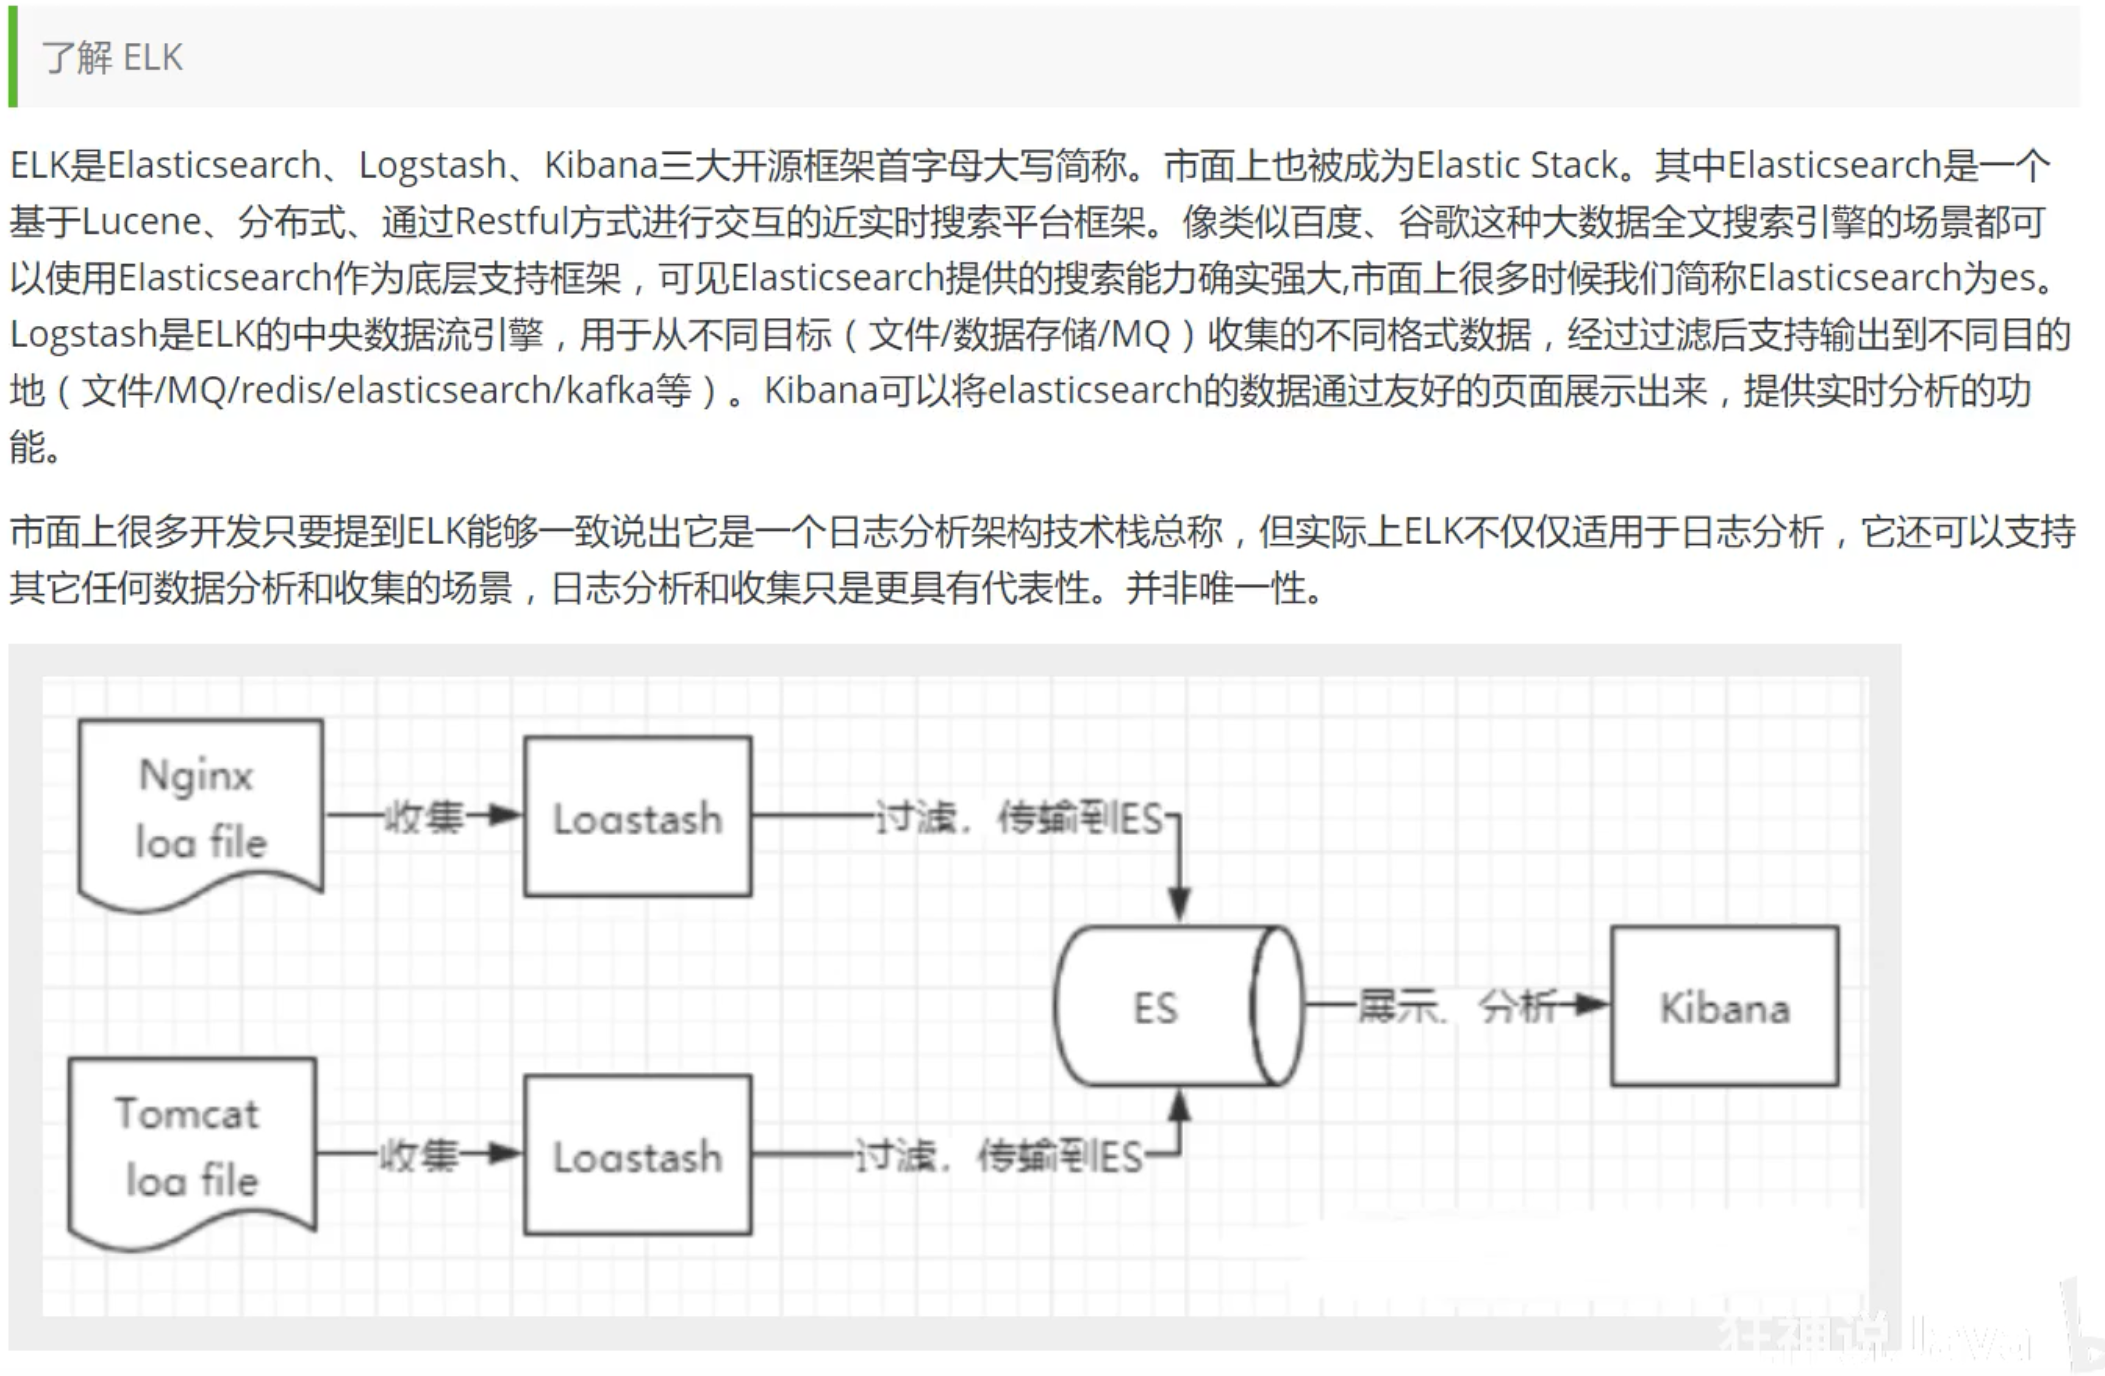 了解 ELK
ELK是Elasticsearch、Logstash、Kibana三大开源框架首字母大写简称。市面上也被成为Elastic Stack。其中Elasticsearch是一个
基于Lucene、分布式、通过Restful方式进行交互的近实时搜索平台框架。像类似百度、谷歌这种大数据全文搜索引擎的场景都可
以使用Elasticsearch作为底层支持框架，可见Elasticsearch提供的搜索能力确实强大,市面上很多时候我们简称Elasticsearch为es。
Logstash是ELK的中央数据流引擎，用于从不同目标（文件/数据存储/MQ）收集的不同格式数据，经过过滤后支持输出到不同目的
地（文件/MQ/redis/elasticsearch/kafka等）。Kibana可以将elasticsearch的数据通过友好的页面展示出来，提供实时分析的功
能。
市面上很多开发只要提到ELK能够一致说出它是一个日志分析架构技术栈总称，但实际上ELK不仅仅适用于日志分析，它还可以支持
其它任何数据分析和收集的场景，日志分析和收集只是更具有代表性。并非唯一性。
Nginx
log file
收集
Logstash
过滤，传输到ES
ES
展示、分析
Kibana
Tomcat
log file
收集
Logstash
过滤，传输到ES
狂神说Java